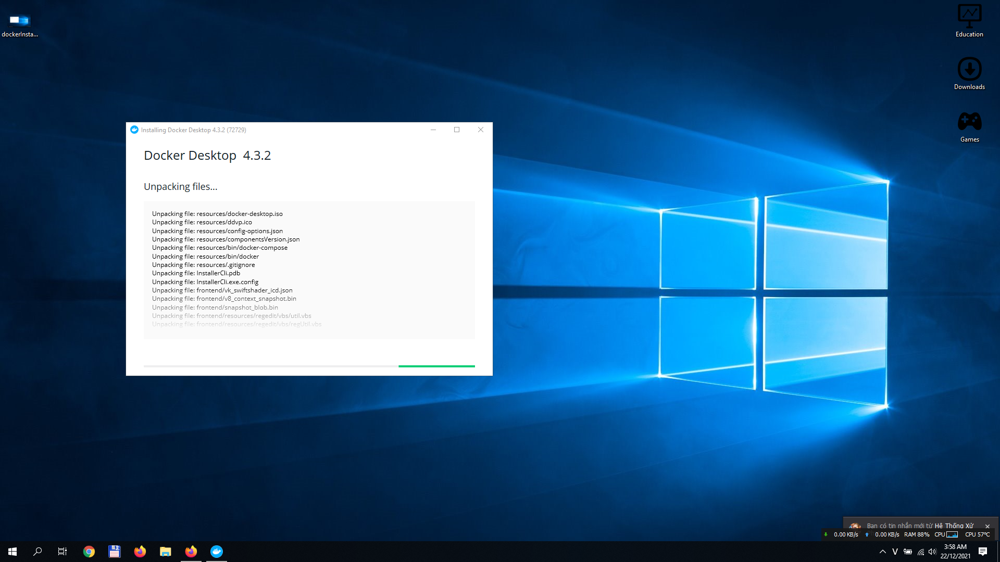 dockerInsta...
Education
Downloads
Games
Installing Docker Desktop 4.3.2 (72729)
Docker Desktop 4.3.2
Unpacking files...
Unpacking file: resources/docker-desktop.iso
Unpacking file: resources/ddvp.ico
Unpacking file: resources/config-options.json
Unpacking file: resources/componentsVersion.json
Unpacking file: resources/bin/docker-compose
Unpacking file: resources/bin/docker
Unpacking file: resources/.gitignore
Unpacking file: InstallerCli.pdb
Unpacking file: InstallerCli.exe.config
Unpacking file: frontend/vk_swiftshader_icd.json
Unpacking file: frontend/v8_context_snapshot.bin
Unpacking file: frontend/snapshot_blob.bin
Unpacking file: frontend/resources/regedit/vbs/util.vbs
Unpacking file: frontend/resources/regedit/vbs/regUtil.vbs
Bạn có tin nhắn mới từ Hệ Thống Xử
0.00 KB/s 0.00 KB/s RAM 88% CPU CPU 57°C
V
3:58 AM
22/12/2021